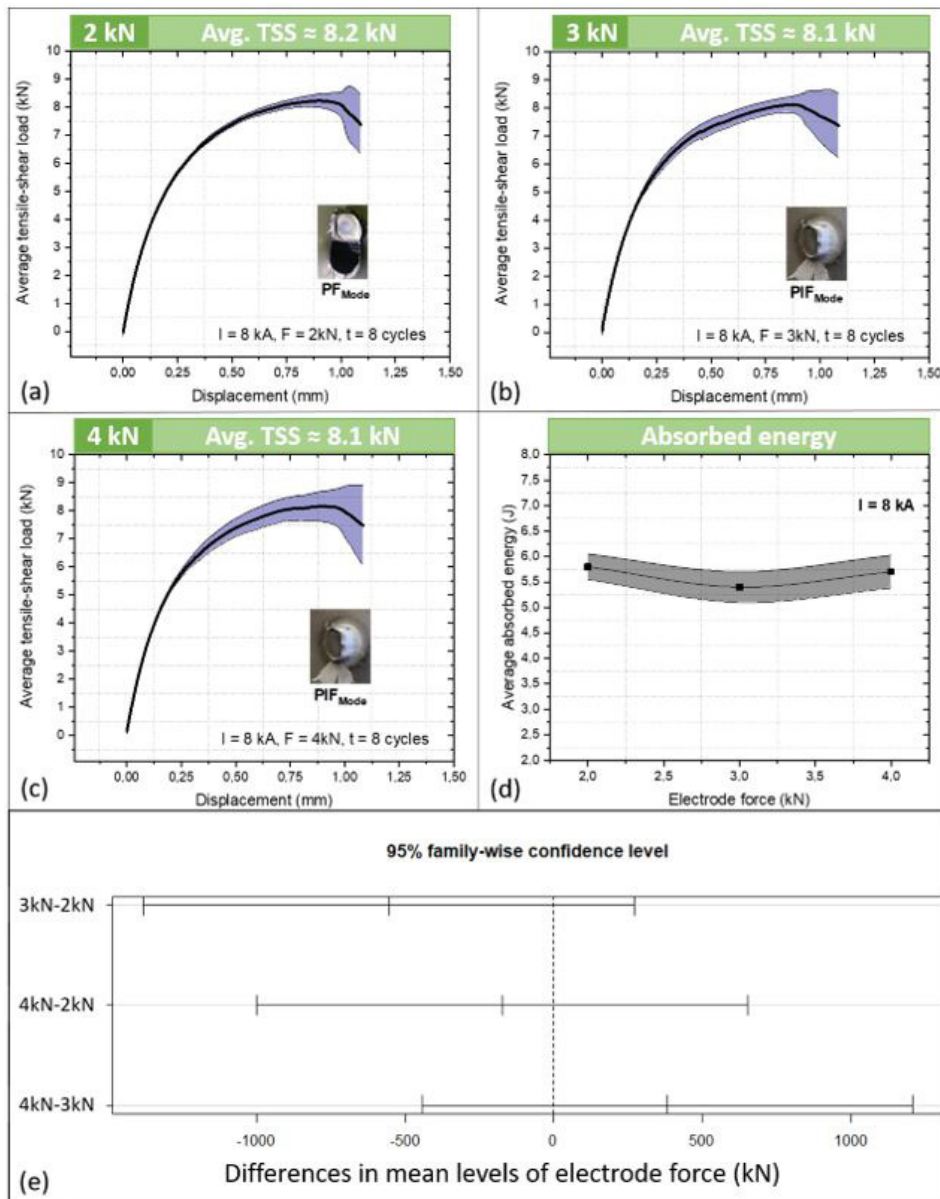 2 kN Avg. TSS ≈ 8.2 kN
10
9
8
7
6
5
4
3
2
1
0
Average tensile-shear load (kN)
PF Mode
I = 8 kA, F = 2kN, t = 8 cycles
0,00 0,25 0,50 0,75 1,00 1,25 1,50
(a) Displacement (mm)
3 kN Avg. TSS ≈ 8.1 kN
10
9
8
7
6
5
4
3
2
1
0
Average tensile-shear load (kN)
PIF Mode
I = 8 kA, F = 3kN, t = 8 cycles
0,00 0,25 0,50 0,75 1,00 1,25 1,50
(b) Displacement (mm)
4 kN Avg. TSS ≈ 8.1 kN
10
9
8
7
6
5
4
3
2
1
0
Average tensile-shear load (kN)
PIF Mode
I = 8 kA, F = 4kN, t = 8 cycles
0,00 0,25 0,50 0,75 1,00 1,25 1,50
(c) Displacement (mm)
Absorbed energy
8,0
7,5
7,0
6,5
6,0
5,5
5,0
4,5
4,0
3,5
3,0
2,5
2,0
Average absorbed energy (J)
I = 8 kA
2,0 2,5 3,0 3,5 4,0
(d) Electrode force (kN)
95% family-wise confidence level
3kN-2kN
4kN-2kN
4kN-3kN
-1000 -500 0 500 1000
(e) Differences in mean levels of electrode force (kN)